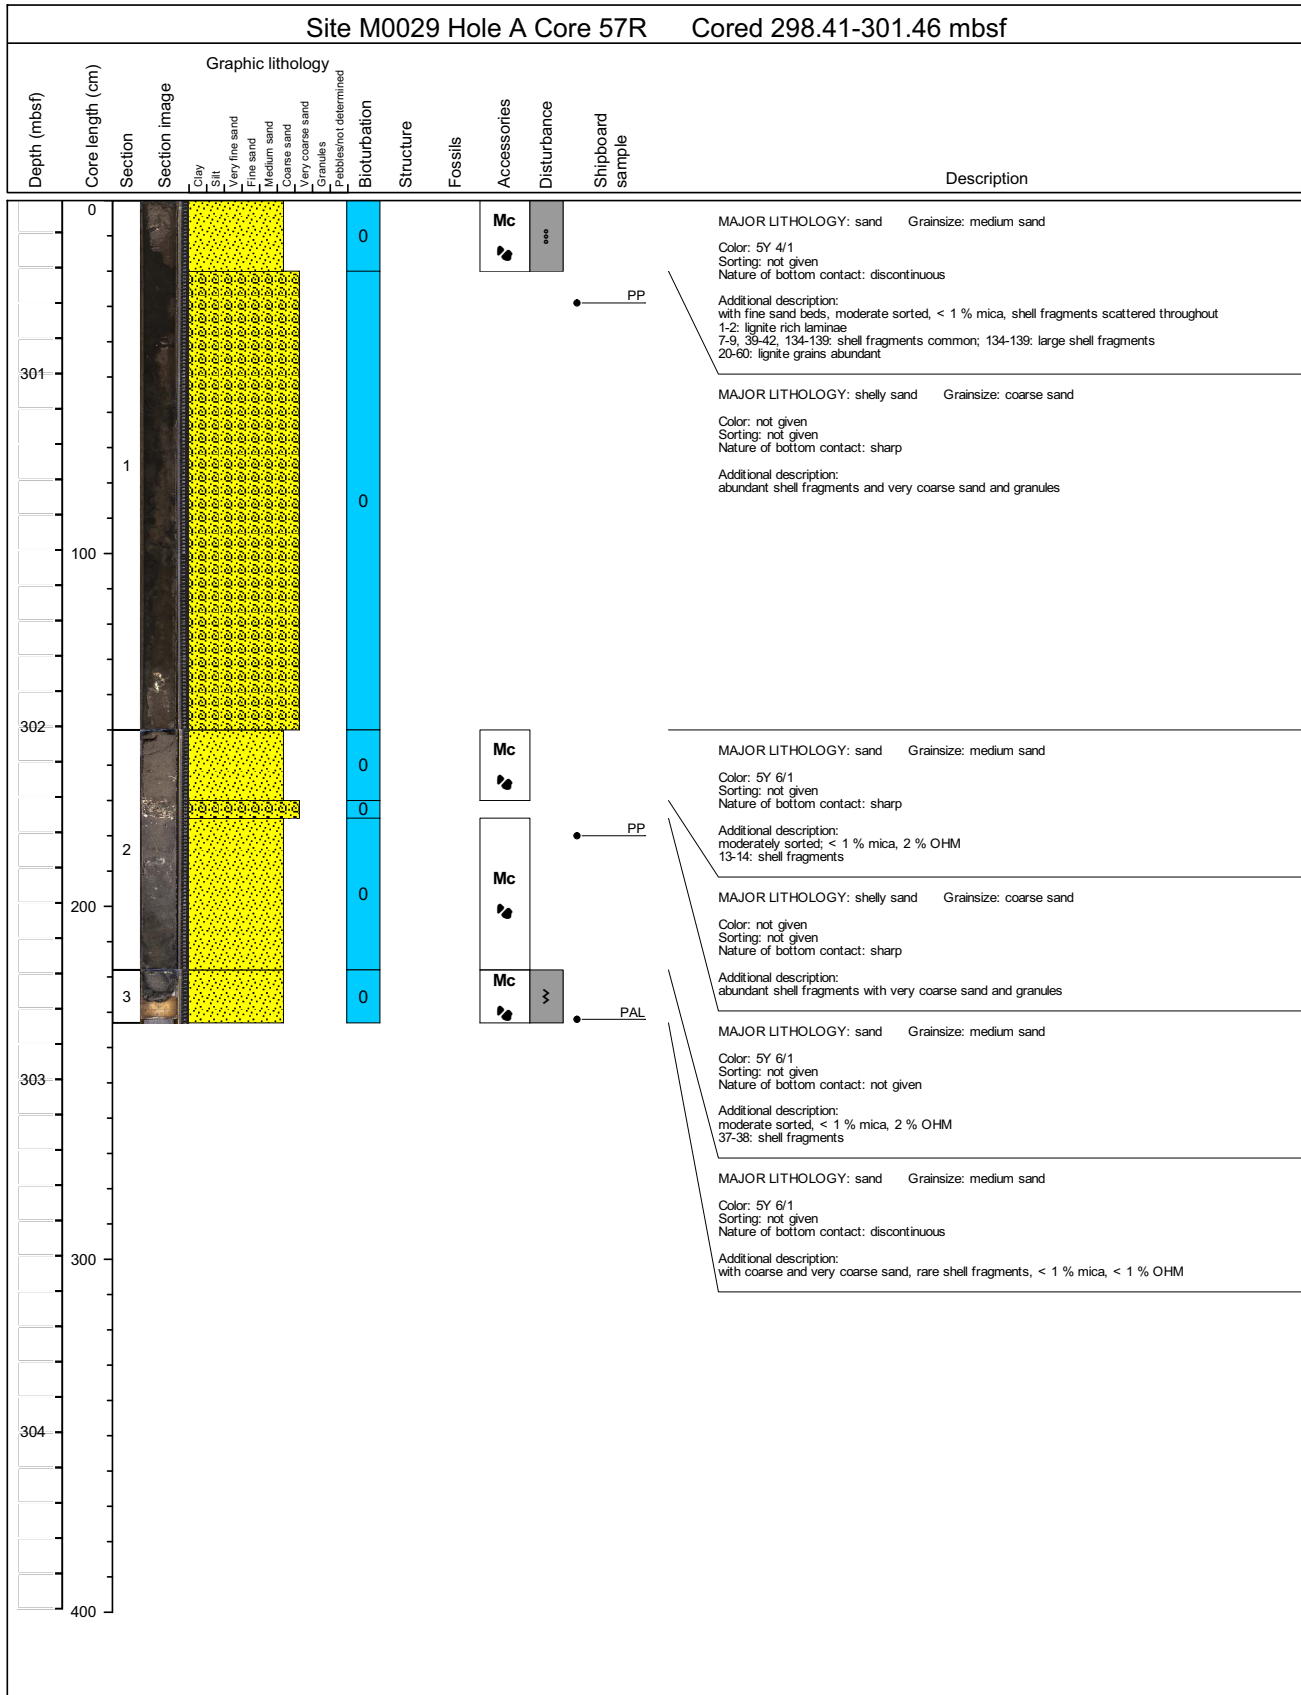 Site M0029 Hole A Core 57R Cored 298.41-301.46 mbsf
Graphic lithology
Depth (mbsf)
Core length (cm)
Section
Section image
Clay
Silt
Very fine sand
Fine sand
Medium sand
Coarse sand
Very coarse sand
Granules
Pebbles/not determined
Bioturbation
Structure
Fossils
Accessories
Disturbance
Shipboard
sample
Description
0
0
Mc
MAJOR LITHOLOGY: sand Grainsize: medium sand
Color: 5Y 4/1
Sorting: not given
Nature of bottom contact: discontinuous
Additional description:
with fine sand beds, moderate sorted, < 1 % mica, shell fragments scattered throughout
1-2: lignite rich laminae
7-9, 39-42, 134-139: shell fragments common; 134-139: large shell fragments
20-60: lignite grains abundant
PP
301
MAJOR LITHOLOGY: shelly sand Grainsize: coarse sand
Color: not given
Sorting: not given
Nature of bottom contact: sharp
Additional description:
abundant shell fragments and very coarse sand and granules
1
0
100
302
0
Mc
MAJOR LITHOLOGY: sand Grainsize: medium sand
Color: 5Y 6/1
Sorting: not given
Nature of bottom contact: sharp
Additional description:
moderately sorted; < 1 % mica, 2 % OHM
13-14: shell fragments
0
PP
2
0
Mc
200
MAJOR LITHOLOGY: shelly sand Grainsize: coarse sand
Color: not given
Sorting: not given
Nature of bottom contact: sharp
Additional description:
abundant shell fragments with very coarse sand and granules
3
0
Mc
PAL
MAJOR LITHOLOGY: sand Grainsize: medium sand
Color: 5Y 6/1
Sorting: not given
Nature of bottom contact: not given
Additional description:
moderate sorted, < 1 % mica, 2 % OHM
37-38: shell fragments
303
MAJOR LITHOLOGY: sand Grainsize: medium sand
Color: 5Y 6/1
Sorting: not given
Nature of bottom contact: discontinuous
Additional description:
with coarse and very coarse sand, rare shell fragments, < 1 % mica, < 1 % OHM
300
304
400